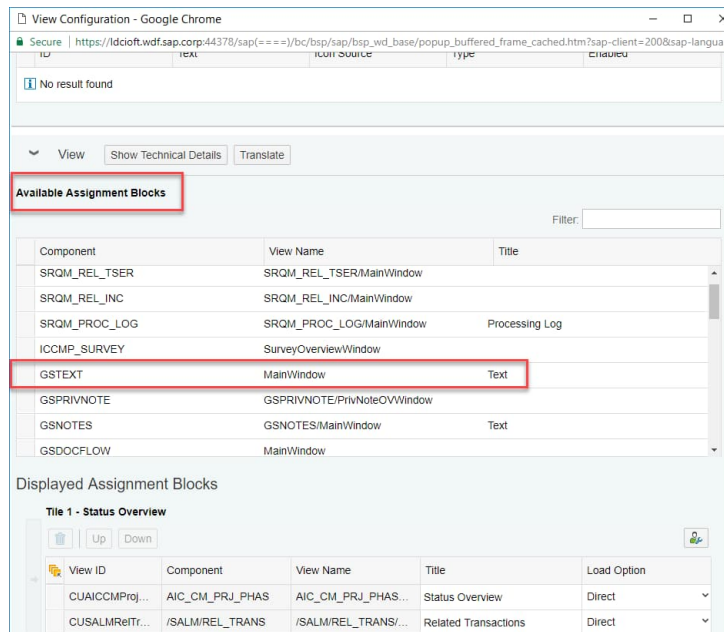 View Configuration - Google Chrome
Secure | https://ldcioft.wdf.sap.corp:44378/sap(====)/bc/bsp/sap/bsp_wd_base/popup_buffered_frame_cached.htm?sap-client=200&sap-langua
ID Text Icon Source Type Enabled
No result found
View Show Technical Details Translate
Available Assignment Blocks
Filter:
Component View Name Title
SRQM_REL_TSER SRQM_REL_TSER/MainWindow
SRQM_REL_INC SRQM_REL_INC/MainWindow
SRQM_PROC_LOG SRQM_PROC_LOG/MainWindow Processing Log
ICCMP_SURVEY SurveyOverviewWindow
GSTEXT MainWindow Text
GSPRIVNOTE GSPRIVNOTE/PrivNoteOVWindow
GSNOTES GSNOTES/MainWindow Text
GSDOCFLOW MainWindow
Displayed Assignment Blocks
Tile 1 - Status Overview
Up Down
View ID Component View Name Title Load Option
CUAICCMProj... AIC_CM_PRJ_PHAS AIC_CM_PRJ_PHAS... Status Overview Direct
CUSALMRelTr... /SALM/REL_TRANS /SALM/REL_TRANS/... Related Transactions Direct